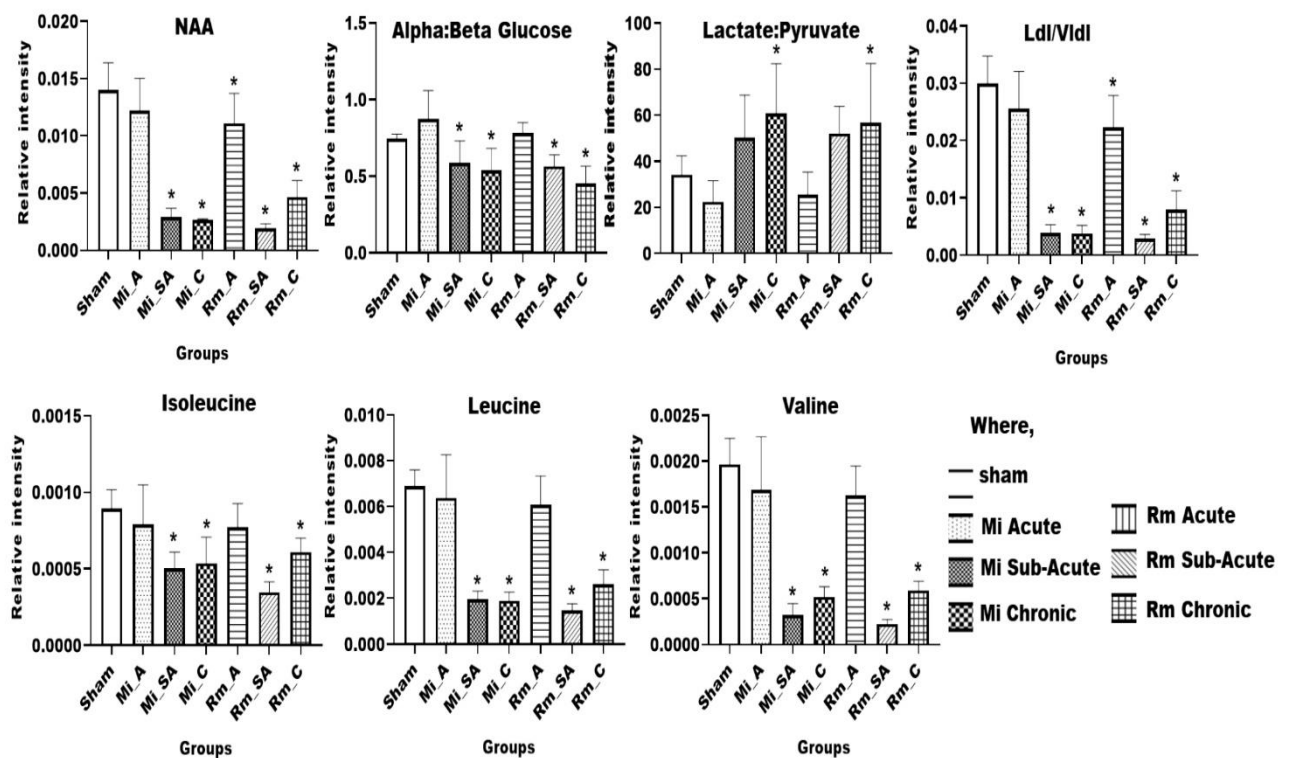 NAA
Relative intensity
0.020
0.015
0.010
0.005
0.000
*
*
*
*
*
Sham
Mi_A
Mi_SA
Mi_C
Rm_A
Rm_SA
Rm_C
Groups
Alpha:Beta Glucose
Relative intensity
1.5
1.0
0.5
0.0
*
*
*
*
Sham
Mi_A
Mi_SA
Mi_C
Rm_A
Rm_SA
Rm_C
Groups
Lactate:Pyruvate
Relative intensity
100
80
60
40
20
0
*
*
Sham
Mi_A
Mi_SA
Mi_C
Rm_A
Rm_SA
Rm_C
Groups
Ldl/Vldl
Relative intensity
0.04
0.03
0.02
0.01
0.00
*
*
*
*
*
Sham
Mi_A
Mi_SA
Mi_C
Rm_A
Rm_SA
Rm_C
Groups
Isoleucine
Relative intensity
0.0015
0.0010
0.0005
0.0000
*
*
*
*
Sham
Mi_A
Mi_SA
Mi_C
Rm_A
Rm_SA
Rm_C
Groups
Leucine
Relative intensity
0.010
0.008
0.006
0.004
0.002
0.000
*
*
*
*
Sham
Mi_A
Mi_SA
Mi_C
Rm_A
Rm_SA
Rm_C
Groups
Valine
Relative intensity
0.0025
0.0020
0.0015
0.0010
0.0005
0.0000
*
*
*
*
Sham
Mi_A
Mi_SA
Mi_C
Rm_A
Rm_SA
Rm_C
Groups
Where,
sham
Mi Acute
Mi Sub-Acute
Mi Chronic
Rm Acute
Rm Sub-Acute
Rm Chronic